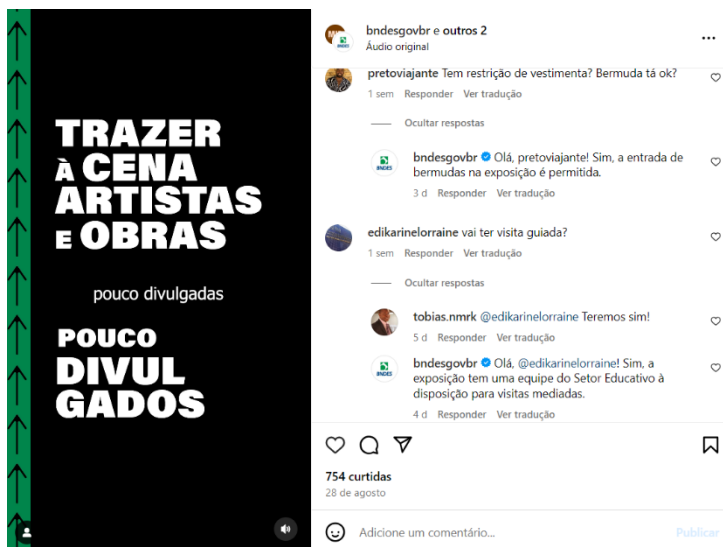 TRAZER
À CENA
ARTISTAS
E OBRAS
pouco divulgadas
POUCO
DIVUL
GADOS
bndesgovbr e outros 2
Áudio original
pretoviajante Tem restrição de vestimenta? Bermuda tá ok?
1 sem Responder Ver tradução
Ocultar respostas
BNDES
bndesgovbr Olá, pretoviajante! Sim, a entrada de
bermudas na exposição é permitida.
3 d Responder Ver tradução
edikarinelorraine vai ter visita guiada?
1 sem Responder Ver tradução
Ocultar respostas
tobias.nmrk @edikarinelorraine Teremos sim!
5 d Responder Ver tradução
BNDES
bndesgovbr Olá, @edikarinelorraine! Sim, a
exposição tem uma equipe do Setor Educativo à
disposição para visitas mediadas.
4 d Responder Ver tradução
754 curtidas
28 de agosto
Adicione um comentário...
Publicar